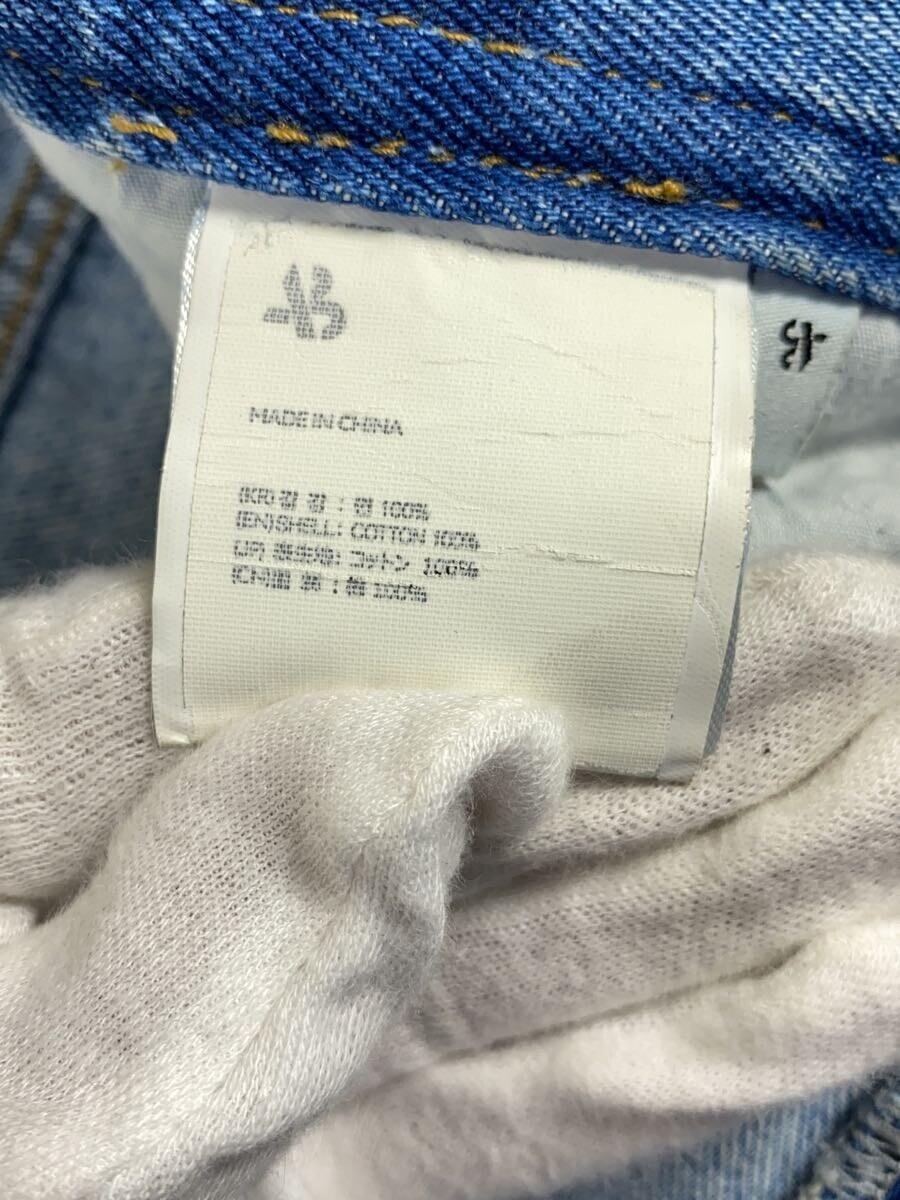 MADE IN CHINA
(KR) 겉 감 : 면 100%
(EN) SHELL: COTTON 100%
(JP) 表生地: コットン 100%
(CN) 面 料 : 棉 100%